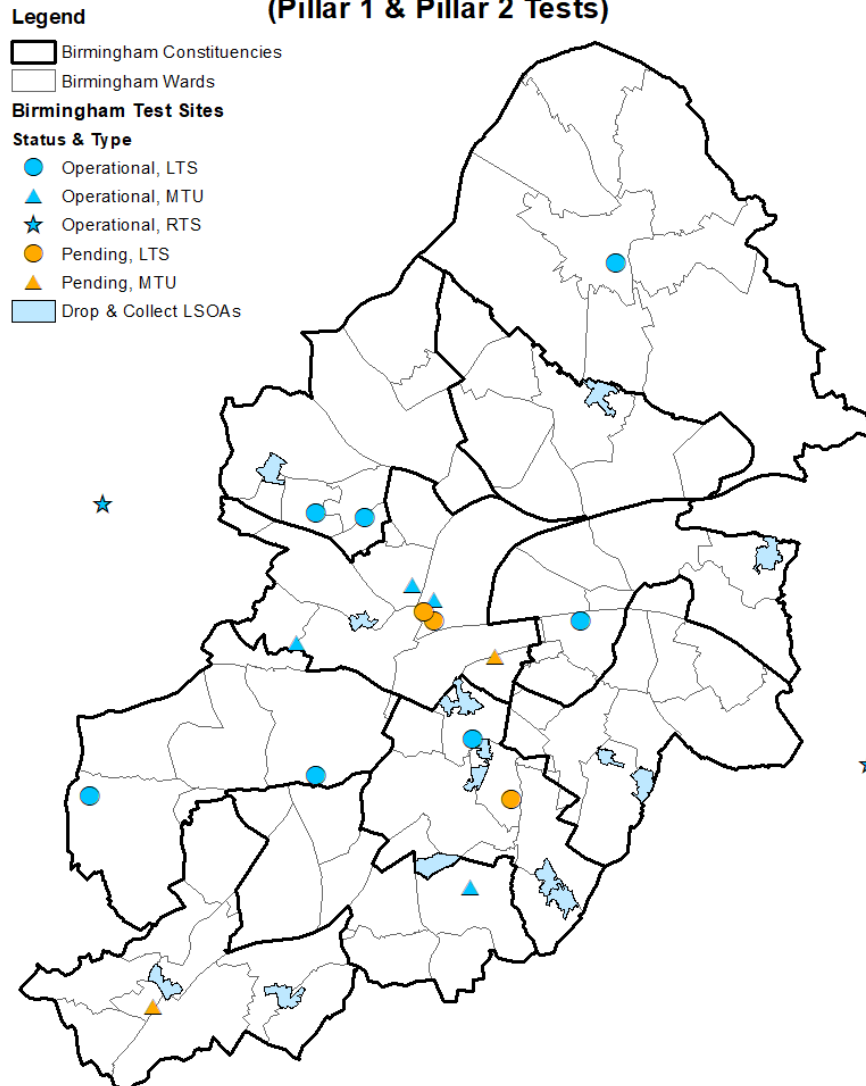 (Pillar 1 & Pillar 2 Tests)
Legend
Birmingham Constituencies
Birmingham Wards
Birmingham Test Sites
Status & Type
Operational, LTS
Operational, MTU
Operational, RTS
Pending, LTS
Pending, MTU
Drop & Collect LSOAs